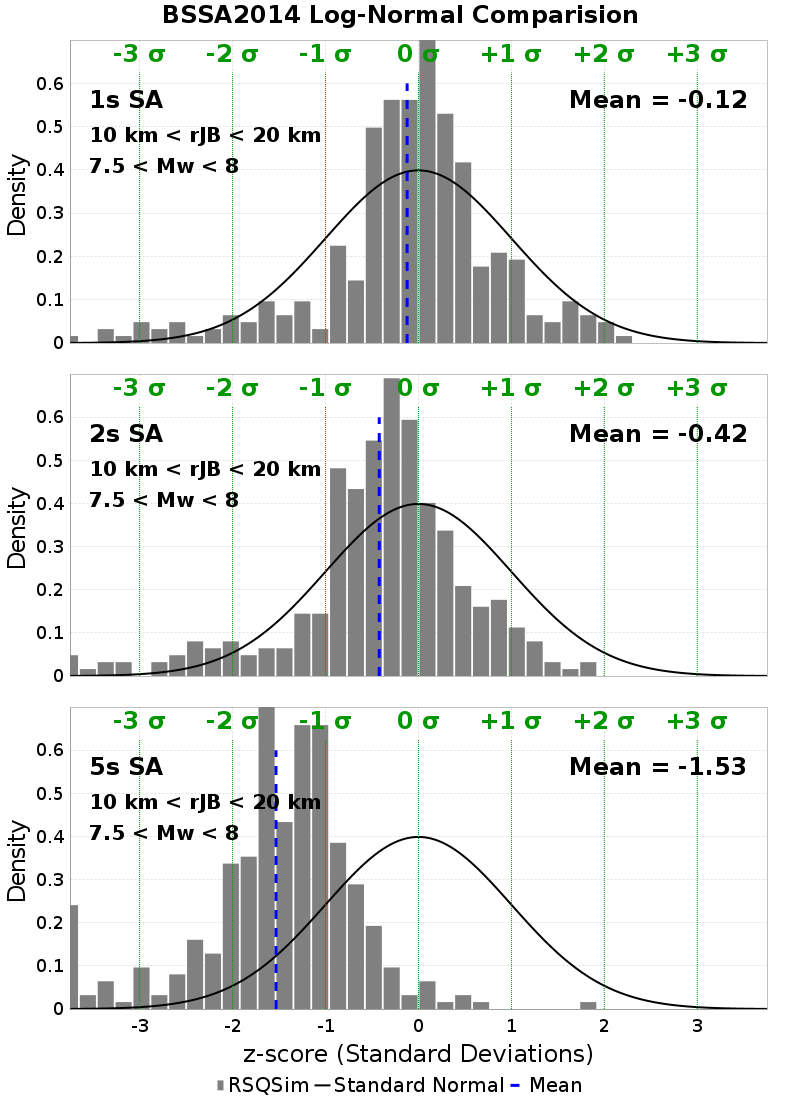 BSSA2014 Log-Normal Comparision
-3 σ -2 σ -1 σ 0 σ +1 σ +2 σ +3 σ
1s SA Mean = -0.12
10 km < rJB < 20 km
7.5 < Mw < 8
Density
0.6
0.5
0.4
0.3
0.2
0.1
0
-3 σ -2 σ -1 σ 0 σ +1 σ +2 σ +3 σ
2s SA Mean = -0.42
10 km < rJB < 20 km
7.5 < Mw < 8
Density
0.6
0.5
0.4
0.3
0.2
0.1
0
-3 σ -2 σ -1 σ 0 σ +1 σ +2 σ +3 σ
5s SA Mean = -1.53
10 km < rJB < 20 km
7.5 < Mw < 8
Density
0.6
0.5
0.4
0.3
0.2
0.1
0
-3 -2 -1 0 1 2 3
z-score (Standard Deviations)
RSQSim Standard Normal Mean